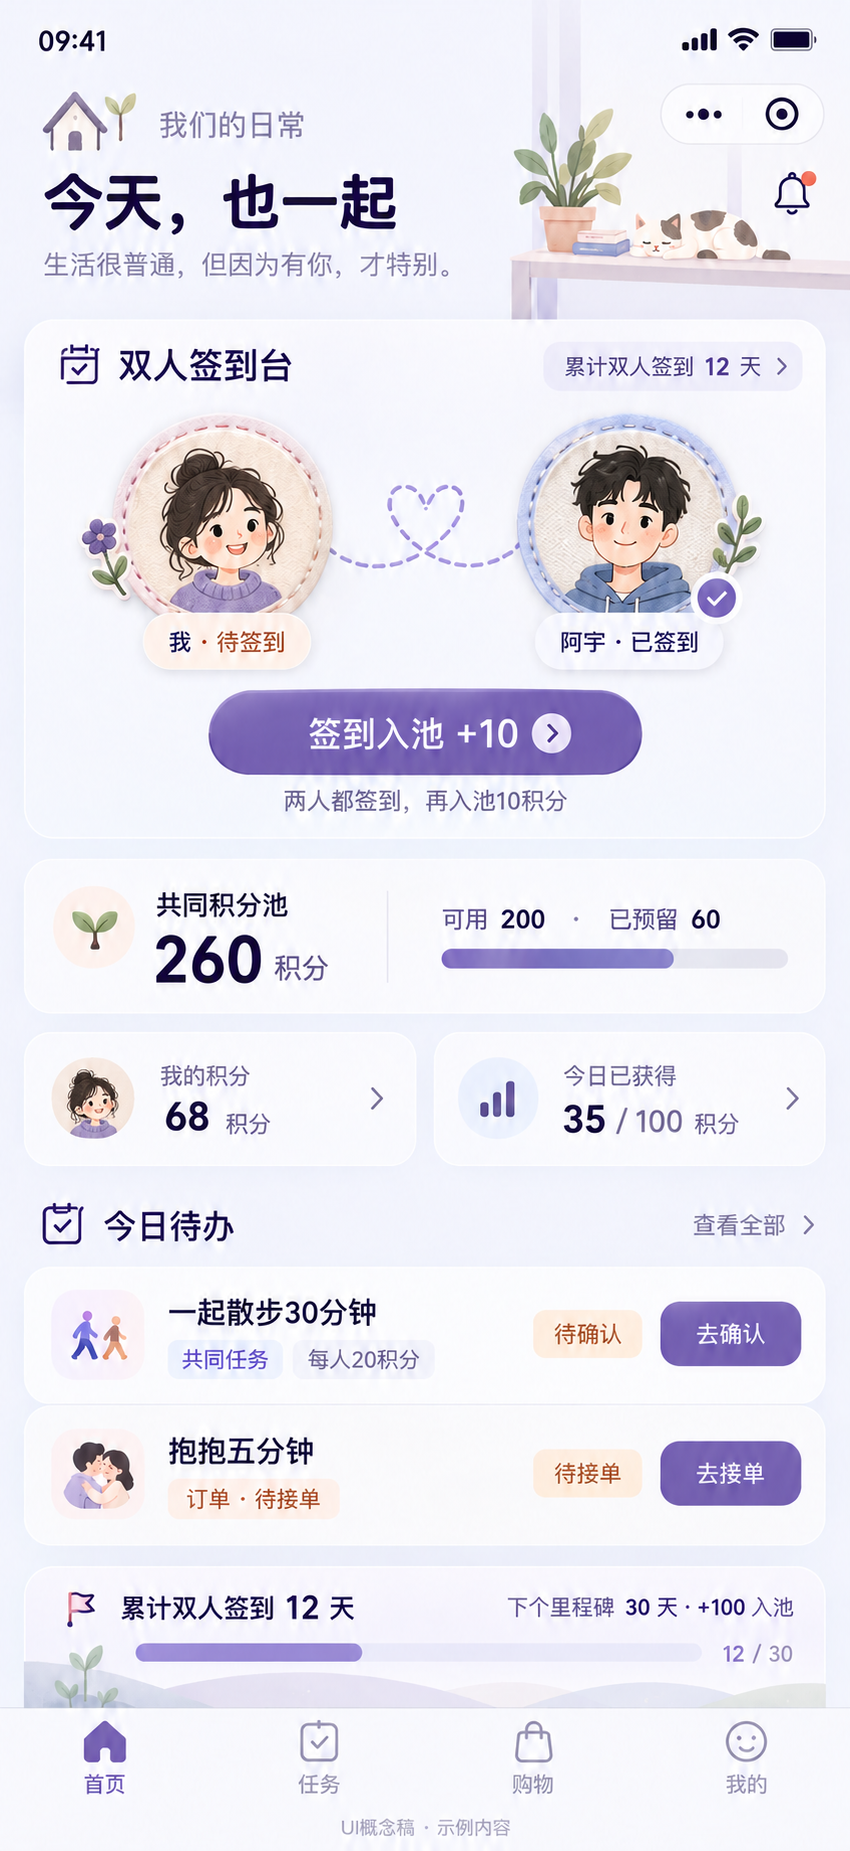 09:41
我们的日常
今天，也一起
生活很普通，但因为有你，才特别。
双人签到台
累计双人签到 12 天
我 · 待签到
阿宇 · 已签到
签到入池 +10
两人都签到，再入池10积分
共同积分池
260 积分
可用 200 · 已预留 60
我的积分
68 积分
今日已获得
35 / 100 积分
今日待办
查看全部
一起散步30分钟
共同任务 每人20积分
待确认
去确认
抱抱五分钟
订单 · 待接单
待接单
去接单
累计双人签到 12 天
下个里程碑 30 天 · +100 入池
12 / 30
首页
任务
购物
我的
UI概念稿 · 示例内容